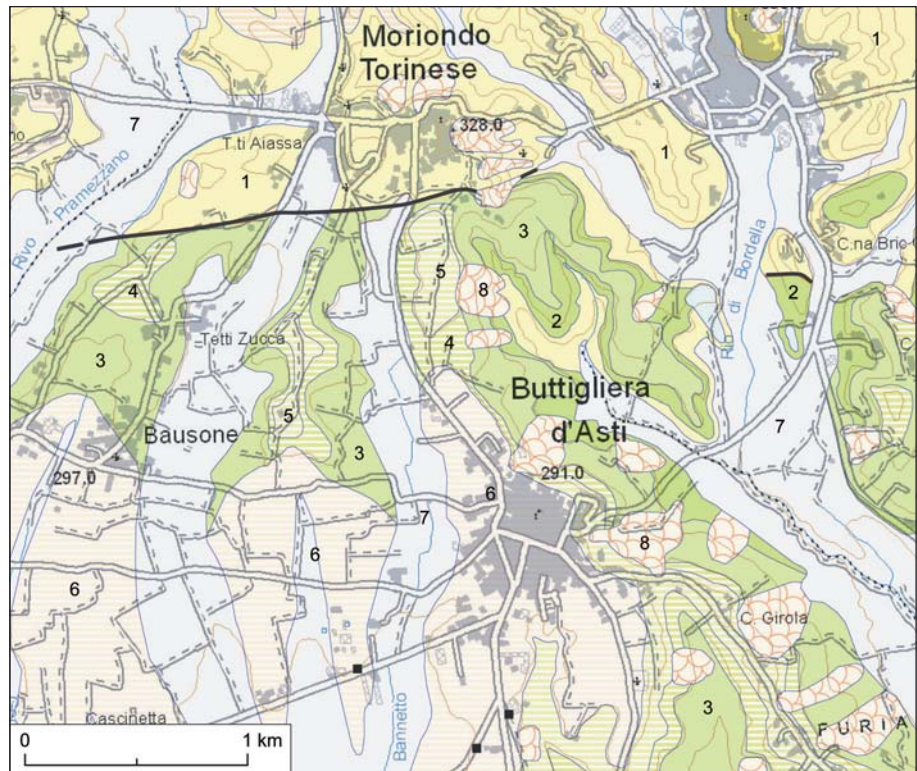 Moriondo
Torinese
1
7
328.0
T.ti Aiassa
1
1
Rivo Pramezzano
3
C.na Bric
Rio di Bordella
5
4
8
2
2
Tetti Zucca
3
4
Buttigliera
d'Asti
5
7
Bausone
3
297.0
291.0
6
7
6
8
6
C. Girola
3
Bannetto
Cascinetta
FURIA
0 1 km